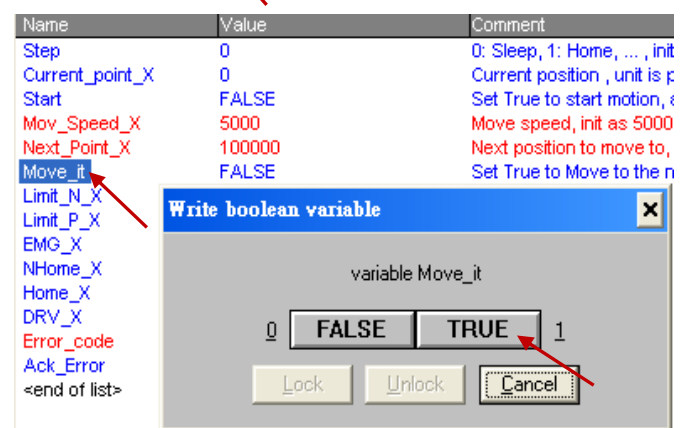 Name Value Comment
Step 0 0: Sleep, 1: Home, ... , init
Current_point_X 0 Current position , unit is p
Start FALSE Set True to start motion, a
Mov_Speed_X 5000 Move speed, init as 5000
Next_Point_X 100000 Next position to move to,
Move_it FALSE Set True to Move to the n
Limit_N_X
Limit_P_X
EMG_X
NHome_X
Home_X
DRV_X
Error_code
Ack_Error
<end of list>
Write boolean variable
variable Move_it
0 FALSE TRUE 1
Lock Unlock Cancel